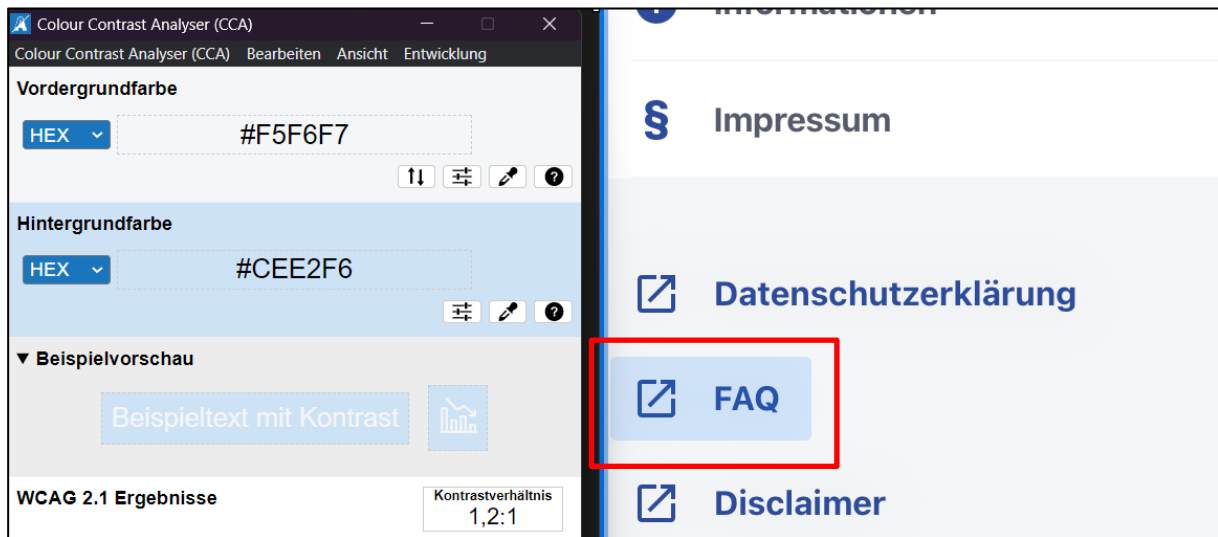 Colour Contrast Analyser (CCA)
Colour Contrast Analyser (CCA) Bearbeiten Ansicht Entwicklung
Vordergrundfarbe
HEX #F5F6F7
Hintergrundfarbe
HEX #CEE2F6
▼ Beispielvorschau
Beispieltext mit Kontrast
WCAG 2.1 Ergebnisse
Kontrastverhältnis
1,2:1
Informationen
§ Impressum
Datenschutzerklärung
FAQ
Disclaimer